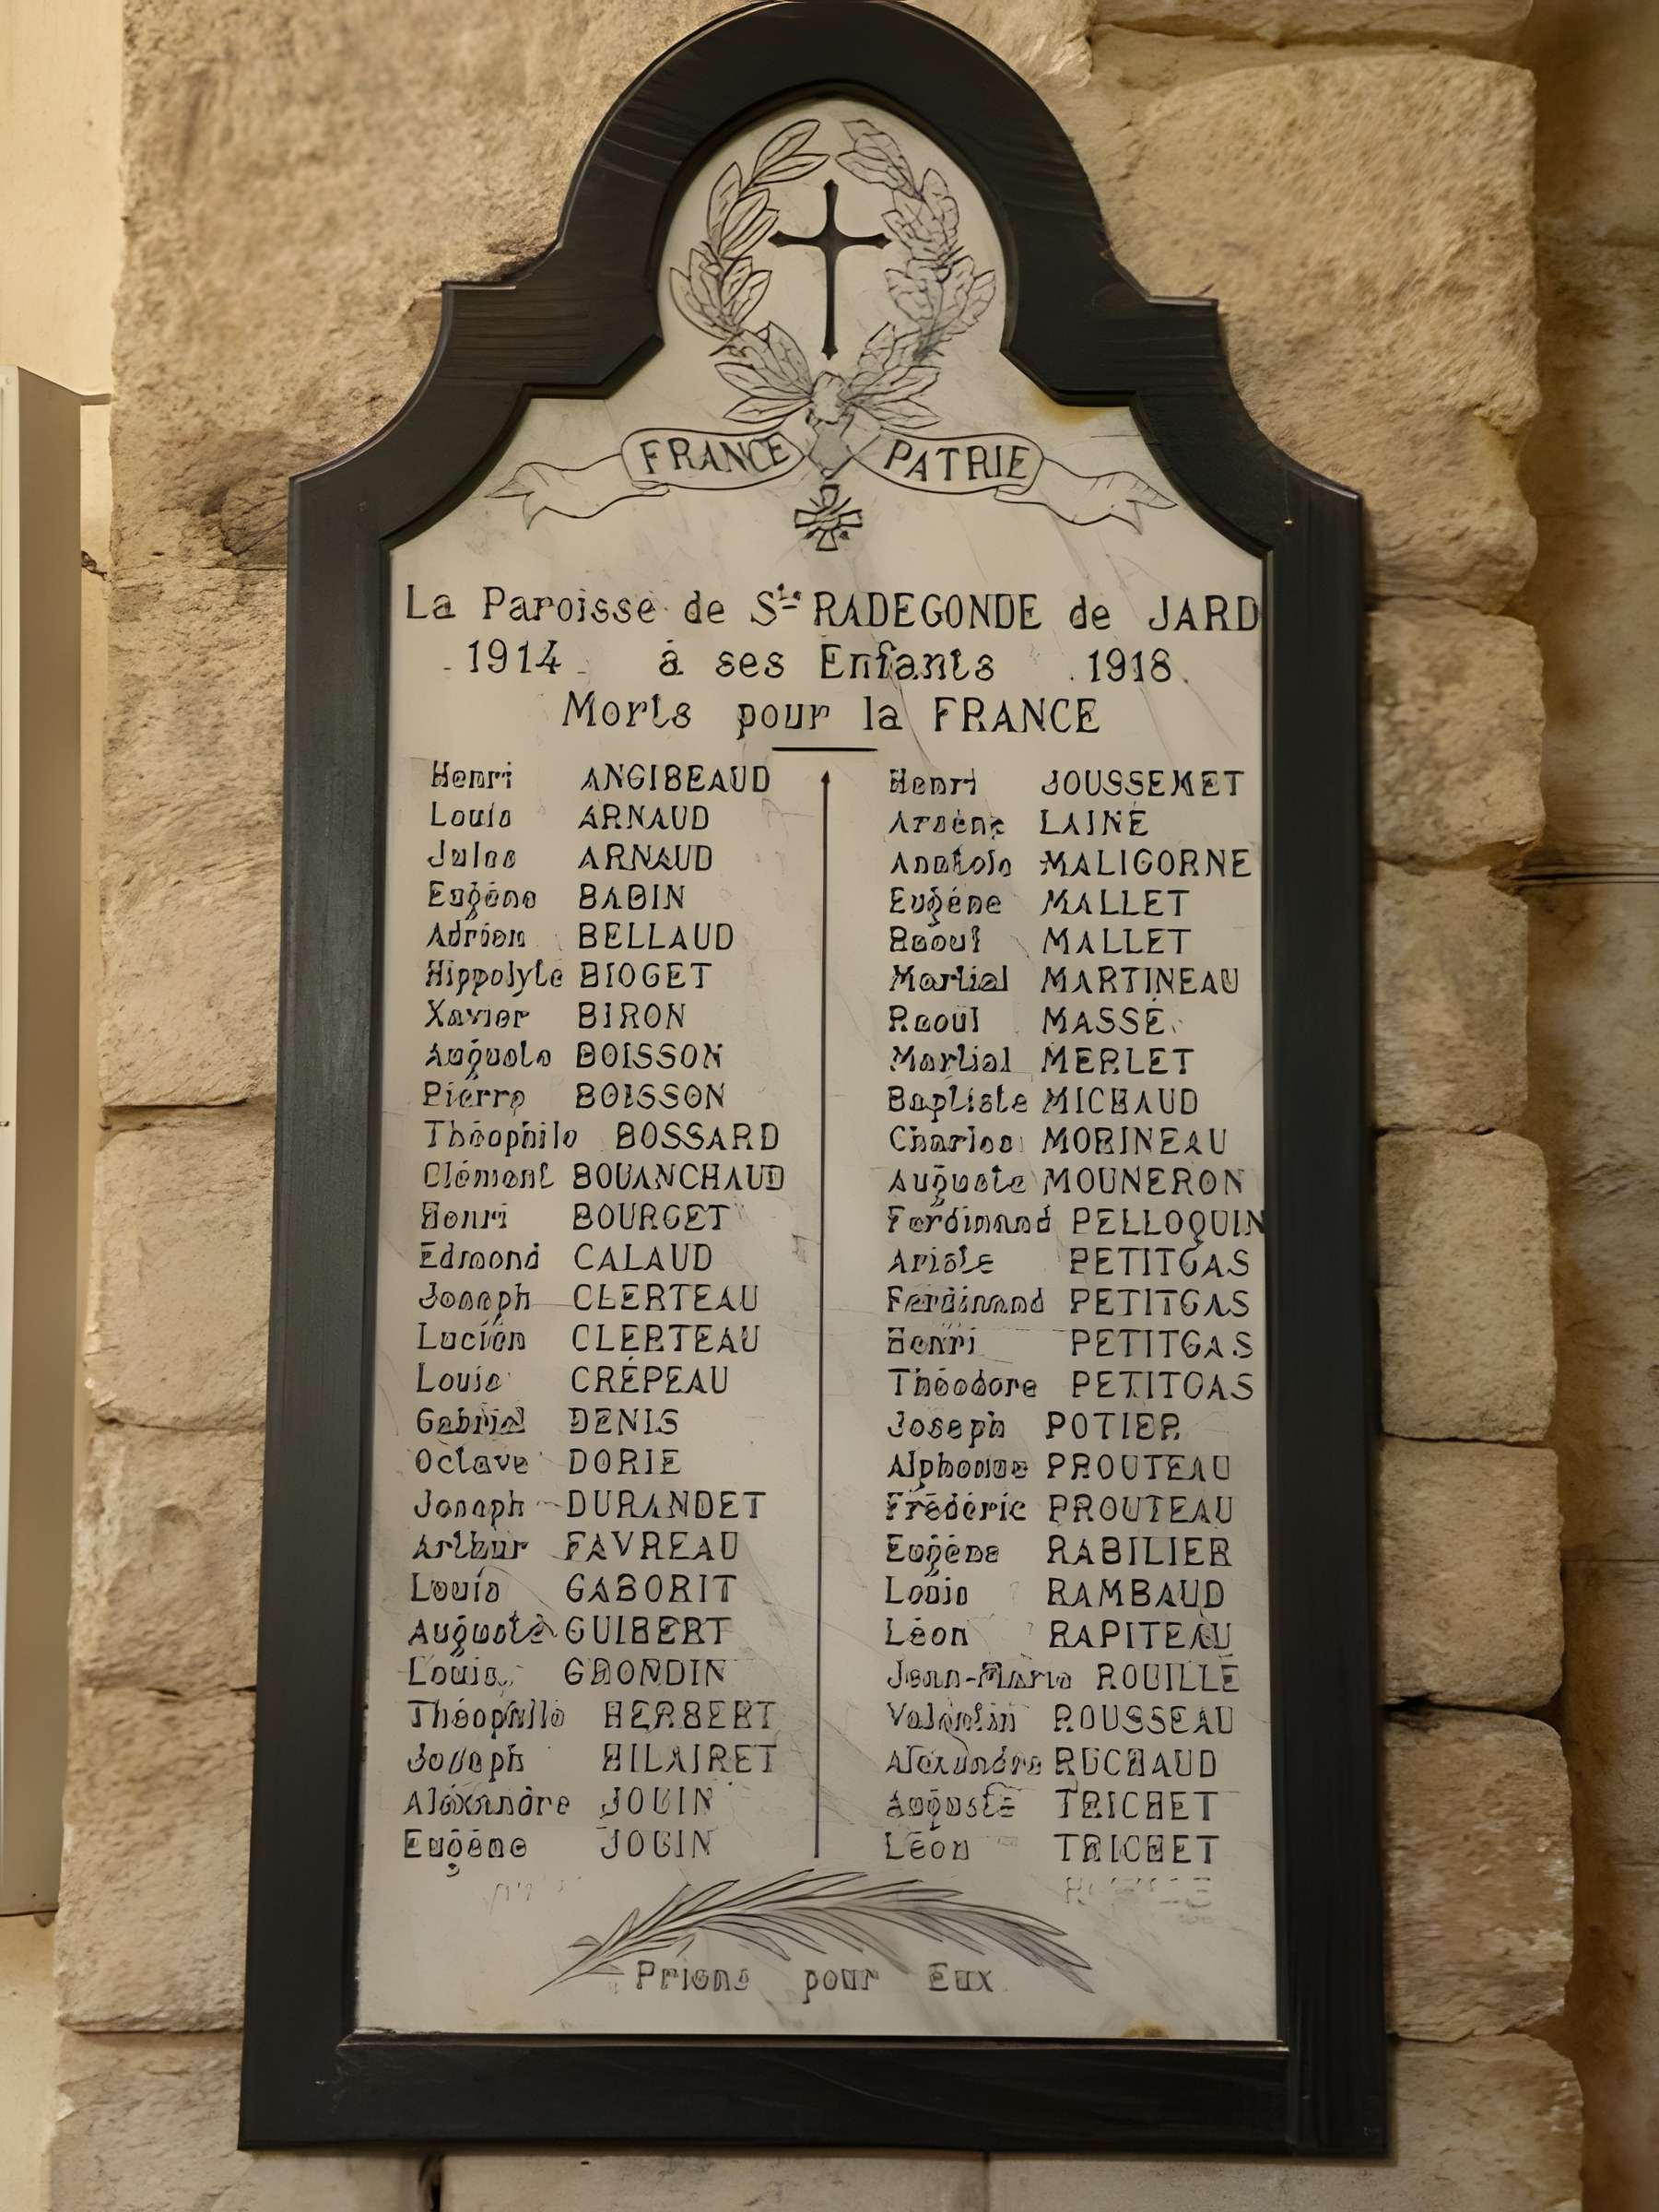 FRANCE PATRIE
La Paroisse de Ste RADEGONDE de JARD
1914 à ses Enfants 1918
Morts pour la FRANCE
Henri ANGIBEAUD
Louis ARNAUD
Jules ARNAUD
Eugène BABIN
Adrien BELLAUD
Hippolyte BIOGET
Xavier BIRON
Auguste BOISSON
Pierre BOISSON
Théophile BOSSARD
Clément BOUANCHAUD
Henri BOURGET
Edmond CALAUD
Joseph CLERTEAU
Lucien CLERTEAU
Louis CRÉPEAU
Gabriel DENIS
Octave DORIE
Joseph DURANDET
Arthur FAVREAU
Louis GABORIT
Auguste GUIBERT
Louis GRONDIN
Théophile HERBERT
Joseph HILAIRET
Alexandre JOUIN
Eugène JOUIN
Henri JOUSSEMET
Arsène LAINÉ
Anatole MALIGORNE
Eugène MALLET
Raoul MALLET
Martial MARTINEAU
Raoul MASSÉ
Martial MERLET
Baptiste MICHAUD
Charles MORINEAU
Auguste MOUNERON
Ferdinand PELLOQUIN
Ariste PETITGAS
Ferdinand PETITGAS
Henri PETITGAS
Théodore PETITGAS
Joseph POTIER
Alphonse PROUTEAU
Frédéric PROUTEAU
Eugène RABILIER
Louis RAMBAUD
Léon RAPITEAU
Jean-Marie ROUILLÉ
Valentin ROUSSEAU
Alexandre RUCHAUD
Auguste TRICHET
Léon TRICHET
Prions pour Eux